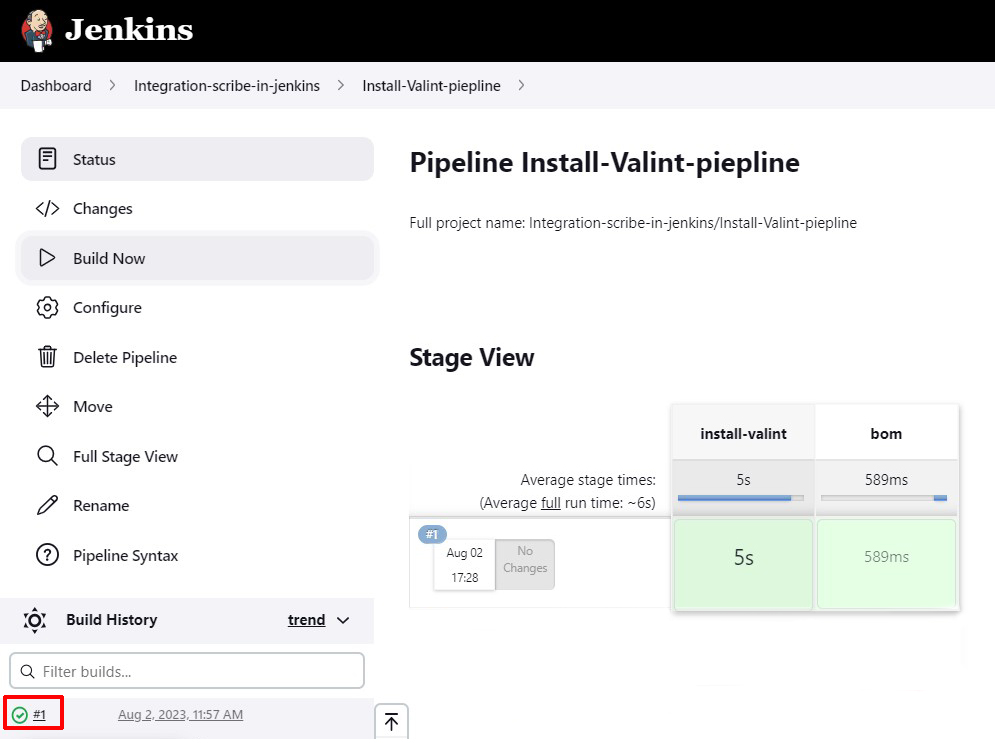 Jenkins
Dashboard
Integration-scribe-in-jenkins
Install-Valint-piepline
Status
Changes
Build Now
Configure
Delete Pipeline
Move
Full Stage View
Rename
Pipeline Syntax
Build History
trend
Filter builds...
#1
Aug 2, 2023, 11:57 AM
Pipeline Install-Valint-piepline
Full project name: Integration-scribe-in-jenkins/Install-Valint-piepline
Stage View
install-valint
bom
Average stage times:
(Average full run time: ~6s)
5s
589ms
#1
Aug 02
17:28
No
Changes
5s
589ms